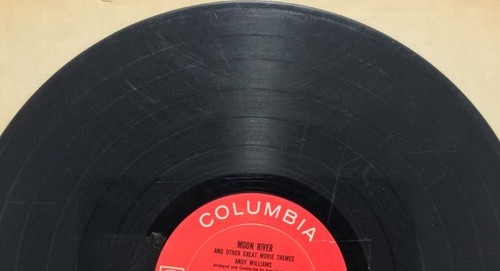 COLUMBIA
MOON RIVER
AND OTHER GREAT MOVIE THEMES
ANDY WILLIAMS
Arranged and Conducted by